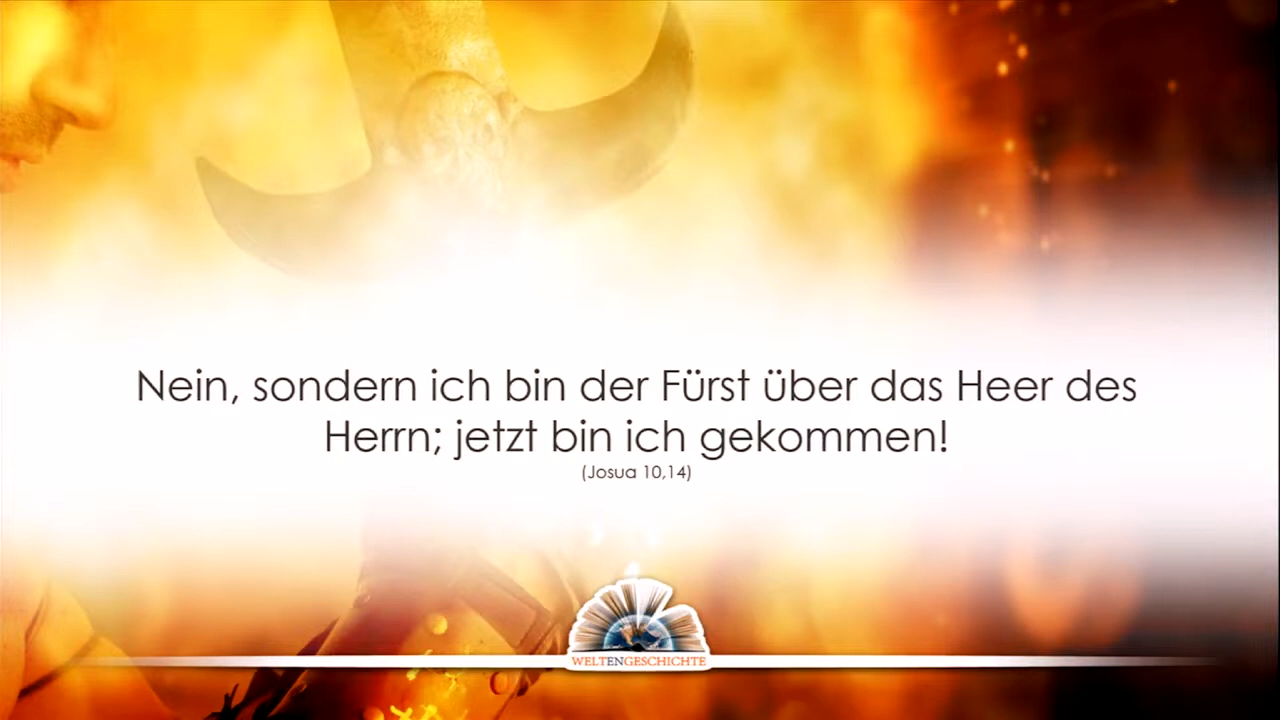 Nein, sondern ich bin der Fürst über das Heer des
Herrn; jetzt bin ich gekommen!
(Josua 10,14)
WELTENGESCHICHTE